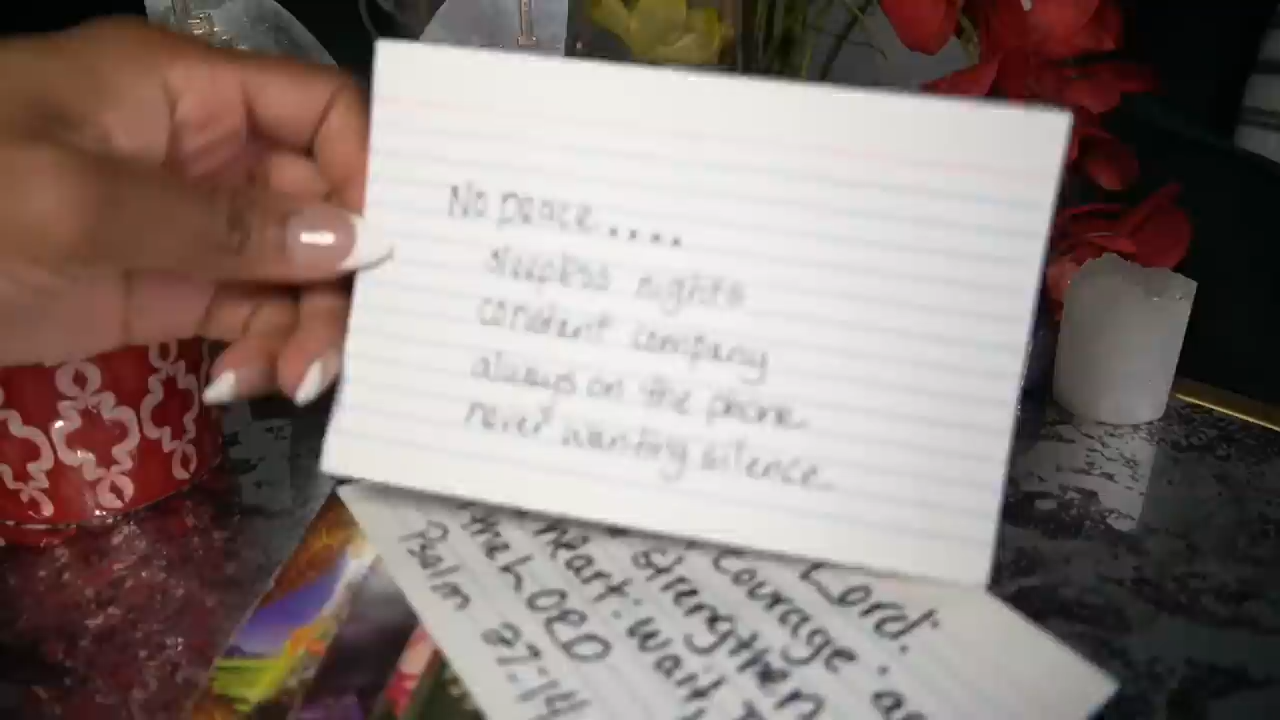 No peace....
sleepless nights
constant company
always on the phone
never wanting silence
Lord:
courage: a
strengthen
heart: wait,
the LORD
Psalm 27:14